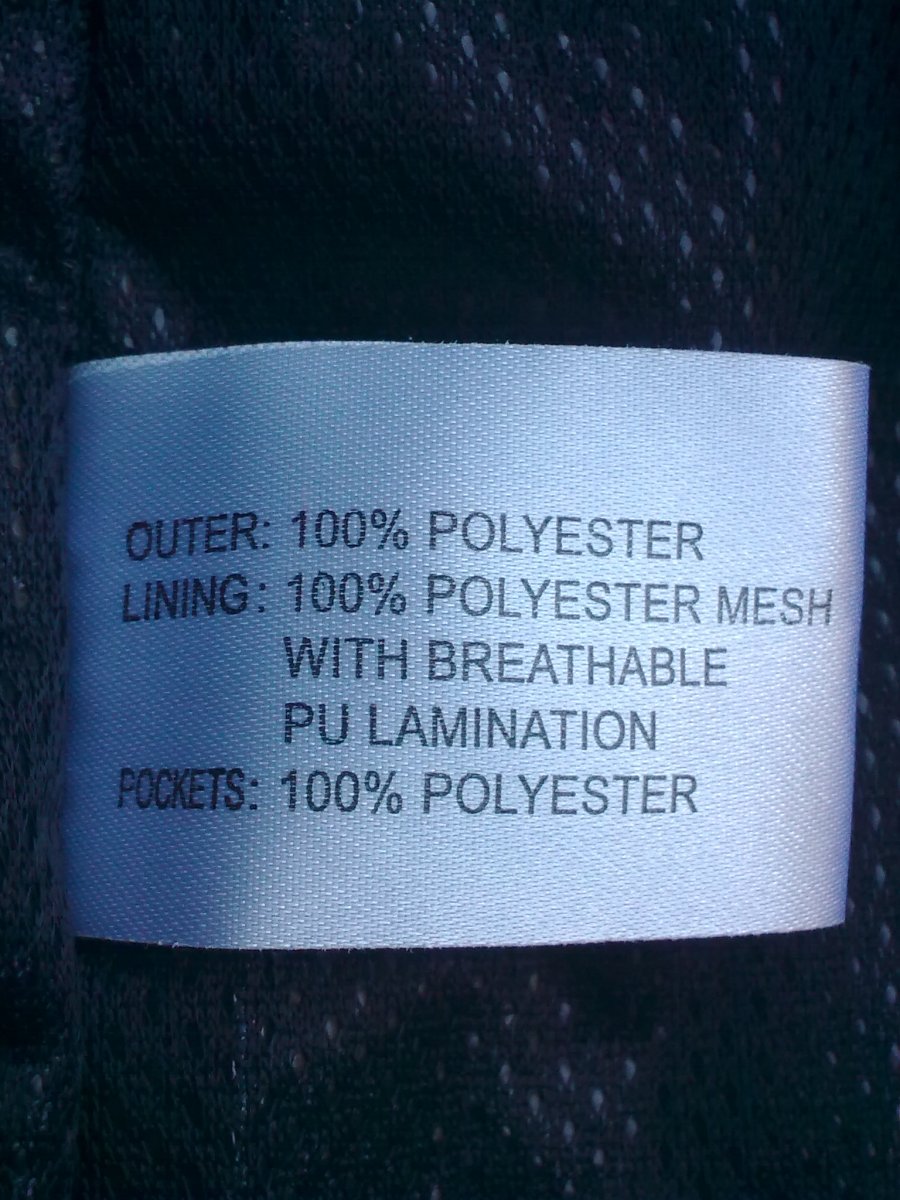 OUTER: 100% POLYESTER
LINING: 100% POLYESTER MESH
WITH BREATHABLE
PU LAMINATION
POCKETS: 100% POLYESTER